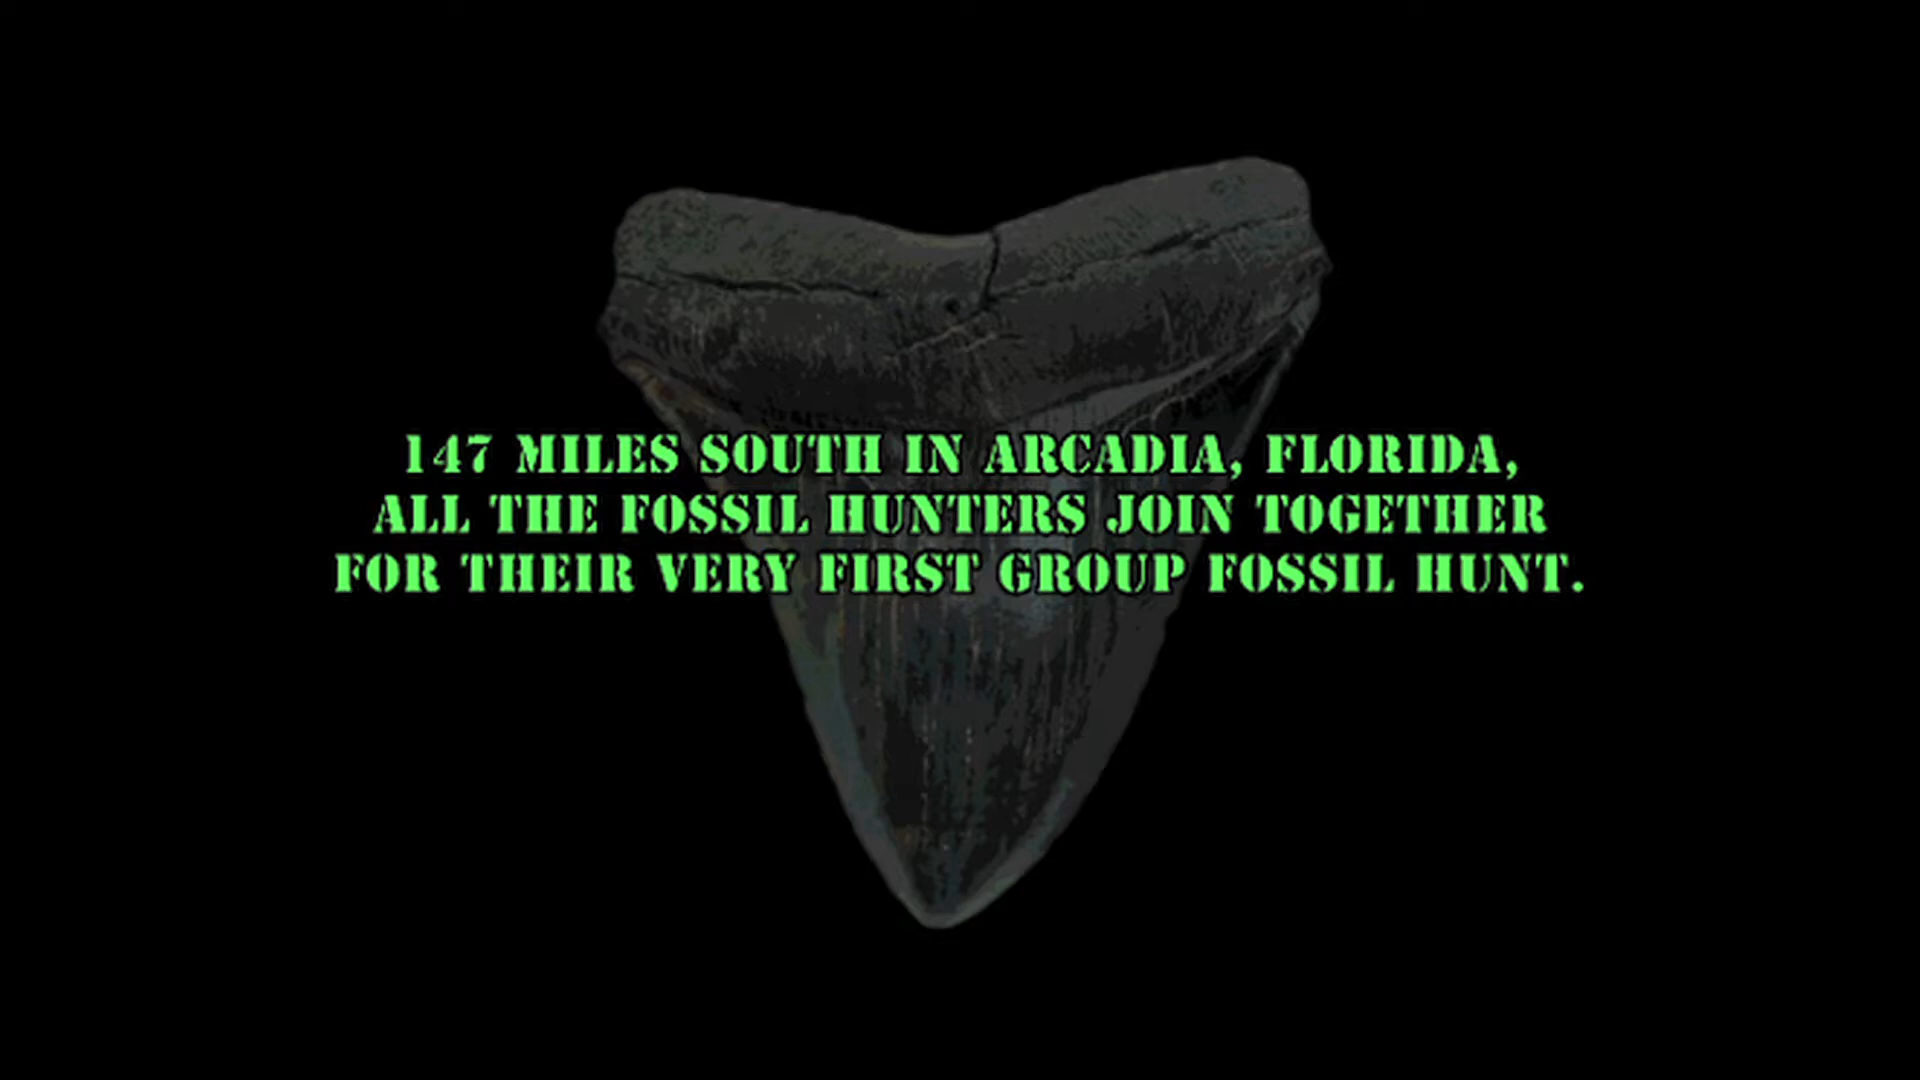 147 MILES SOUTH IN ARCADIA, FLORIDA,
ALL THE FOSSIL HUNTERS JOIN TOGETHER
FOR THEIR VERY FIRST GROUP FOSSIL HUNT.